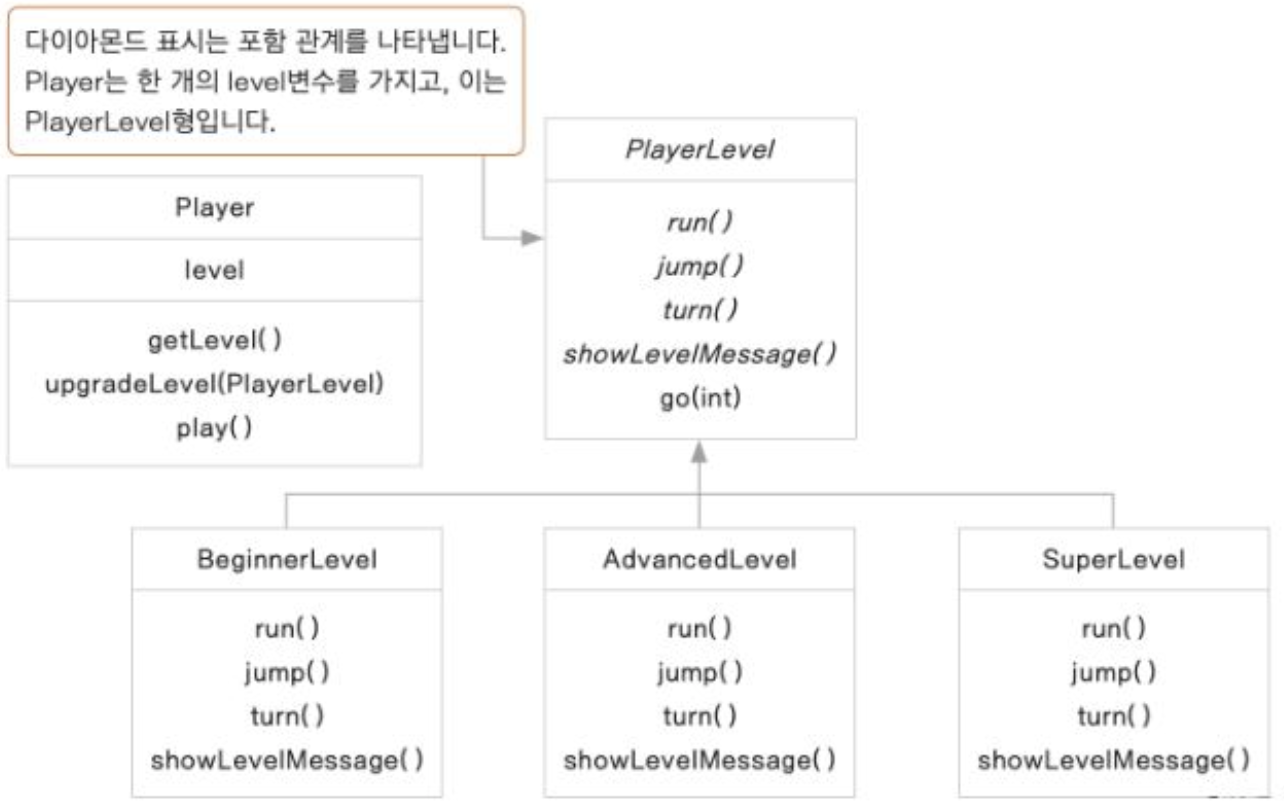 다이아몬드 표시는 포함 관계를 나타냅니다.
Player는 한 개의 level변수를 가지고, 이는
PlayerLevel형입니다.
Player
level
getLevel( )
upgradeLevel(PlayerLevel)
play( )
PlayerLevel
run( )
jump( )
turn( )
showLevelMessage( )
go(int)
BeginnerLevel
run( )
jump( )
turn( )
showLevelMessage( )
AdvancedLevel
run( )
jump( )
turn( )
showLevelMessage( )
SuperLevel
run( )
jump( )
turn( )
showLevelMessage( )